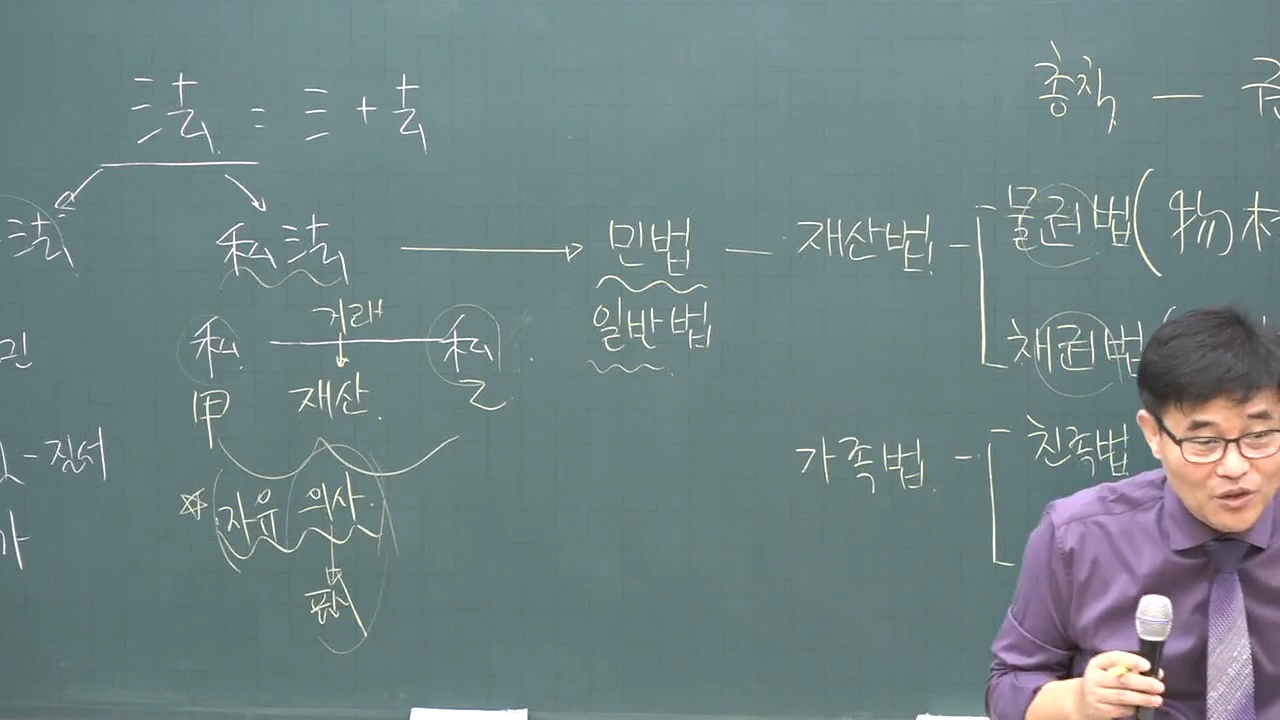 法 = 氵 + 去
총칙 —
法
私法 → 민법 — 재산법 물권법(物
일반법
채권법
私 거래 私
甲 재산 乙
가족법 - 친족법
- 질서
☆ 자유 의사